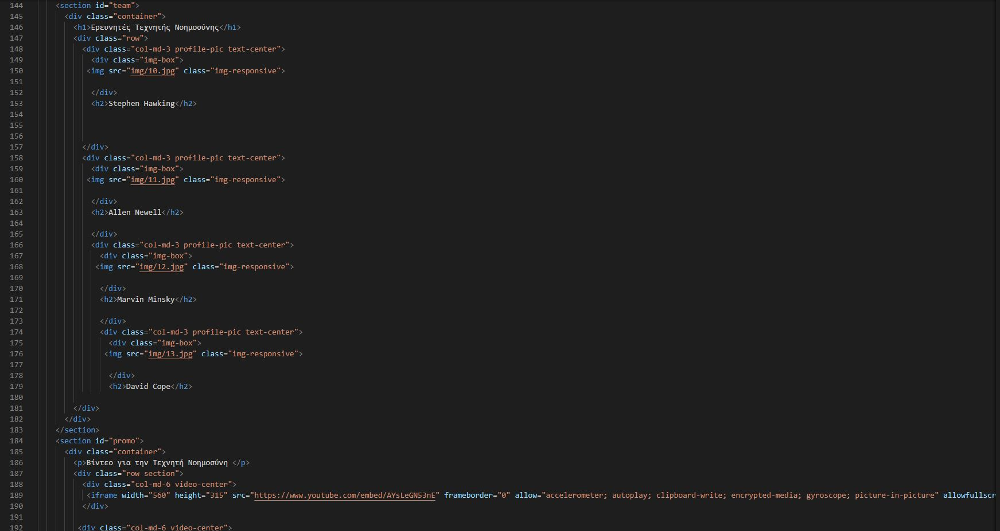 144 <section id="team">
145 <div class="container">
146 <h1>Ερευνητές Τεχνητής Νοημοσύνης</h1>
147 <div class="row">
148 <div class="col-md-3 profile-pic text-center">
149 <div class="img-box">
150 <img src="img/10.jpg" class="img-responsive">
151
152 </div>
153 <h2>Stephen Hawking</h2>
154
155
156
157 </div>
158 <div class="col-md-3 profile-pic text-center">
159 <div class="img-box">
160 <img src="img/11.jpg" class="img-responsive">
161
162 </div>
163 <h2>Allen Newell</h2>
164
165 </div>
166 <div class="col-md-3 profile-pic text-center">
167 <div class="img-box">
168 <img src="img/12.jpg" class="img-responsive">
169
170 </div>
171 <h2>Marvin Minsky</h2>
172
173 </div>
174 <div class="col-md-3 profile-pic text-center">
175 <div class="img-box">
176 <img src="img/13.jpg" class="img-responsive">
177
178 </div>
179 <h2>David Cope</h2>
180
181 </div>
182 </div>
183 </section>
184 <section id="promo">
185 <div class="container">
186 <p>Βίντεο για την Τεχνητή Νοημοσύνη </p>
187 <div class="row section">
188 <div class="col-md-6 video-center">
189 <iframe width="560" height="315" src="https://www.youtube.com/embed/AYsLeGN53nE" frameborder="0" allow="accelerometer; autoplay; clipboard-write; encrypted-media; gyroscope; picture-in-picture" allowfullscr
190 </div>
191
192 <div class="col-md-6 video-center">